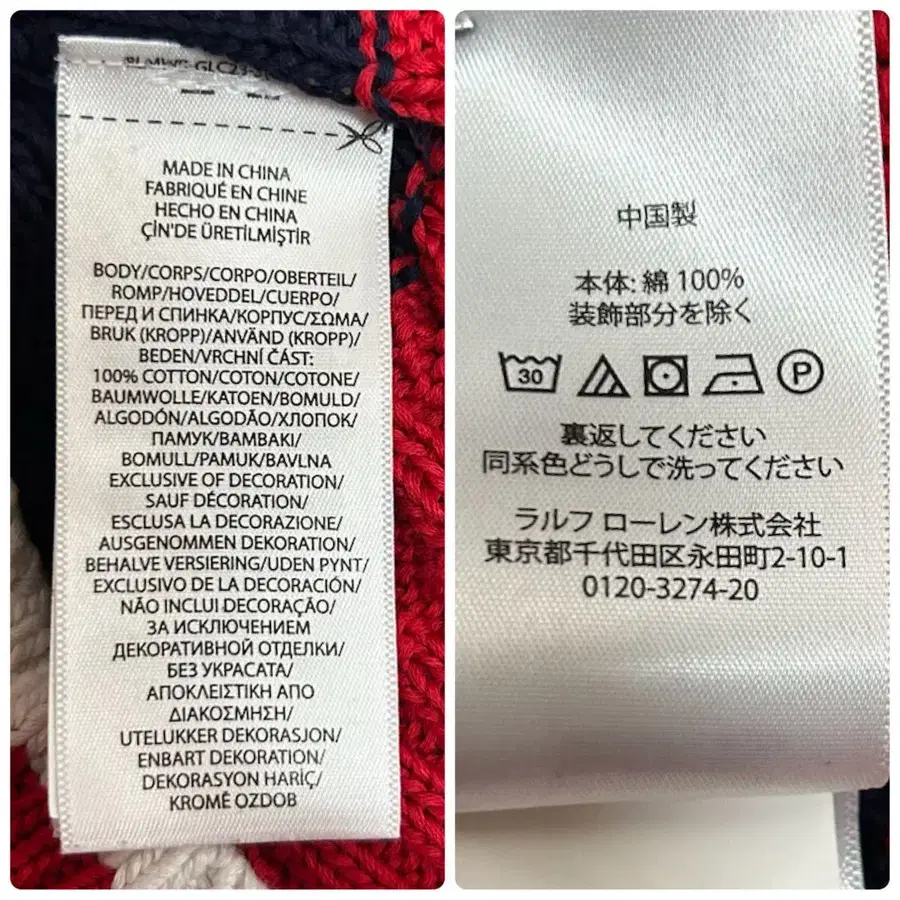 MADE IN CHINA
FABRIQUÉ EN CHINE
HECHO EN CHINA
ÇİN'DE ÜRETİLMİŞTİR
BODY/CORPS/CORPO/OBERTEIL/
ROMP/HOVEDDEL/CUERPO/
ПЕРЕД И СПИНКА/KOPПУC/ΣΩMA/
BRUK (KROPP)/ANVÄND (KROPP)/
BEDEN/VRCHNÍ ČÁST:
100% COTTON/COTON/COTONE/
BAUMWOLLE/KATOEN/BOMULD/
ALGODÓN/ALGODÃO/ХЛОПОК/
ПАМУК/BAMBAKI/
BOMULL/PAMUK/BAVLNA
EXCLUSIVE OF DECORATION/
SAUF DÉCORATION/
ESCLUSA LA DECORAZIONE/
AUSGENOMMEN DEKORATION/
BEHALVE VERSIERING/UDEN PYNT/
EXCLUSIVO DE LA DECORACIÓN/
NÃO INCLUI DECORAÇÃO/
ЗА ИСКЛЮЧЕНИЕМ
ДЕКОРАТИВНОЙ ОТДЕЛКИ/
БЕЗ УКРАСАТА/
ΑΠΟΚΛΕΙΣΤΙΚΗ ΑΠΟ
ΔΙΑΚΟΣΜΗΣΗ/
UTELUKKER DEKORASJON/
ENBART DEKORATION/
DEKORASYON HARİÇ/
KROMĚ OZDOB
中国製
本体: 綿 100%
装飾部分を除く
30 P
裏返してください
同系色どうしで洗ってください
ラルフ ローレン株式会社
東京都千代田区永田町2-10-1
0120-3274-20